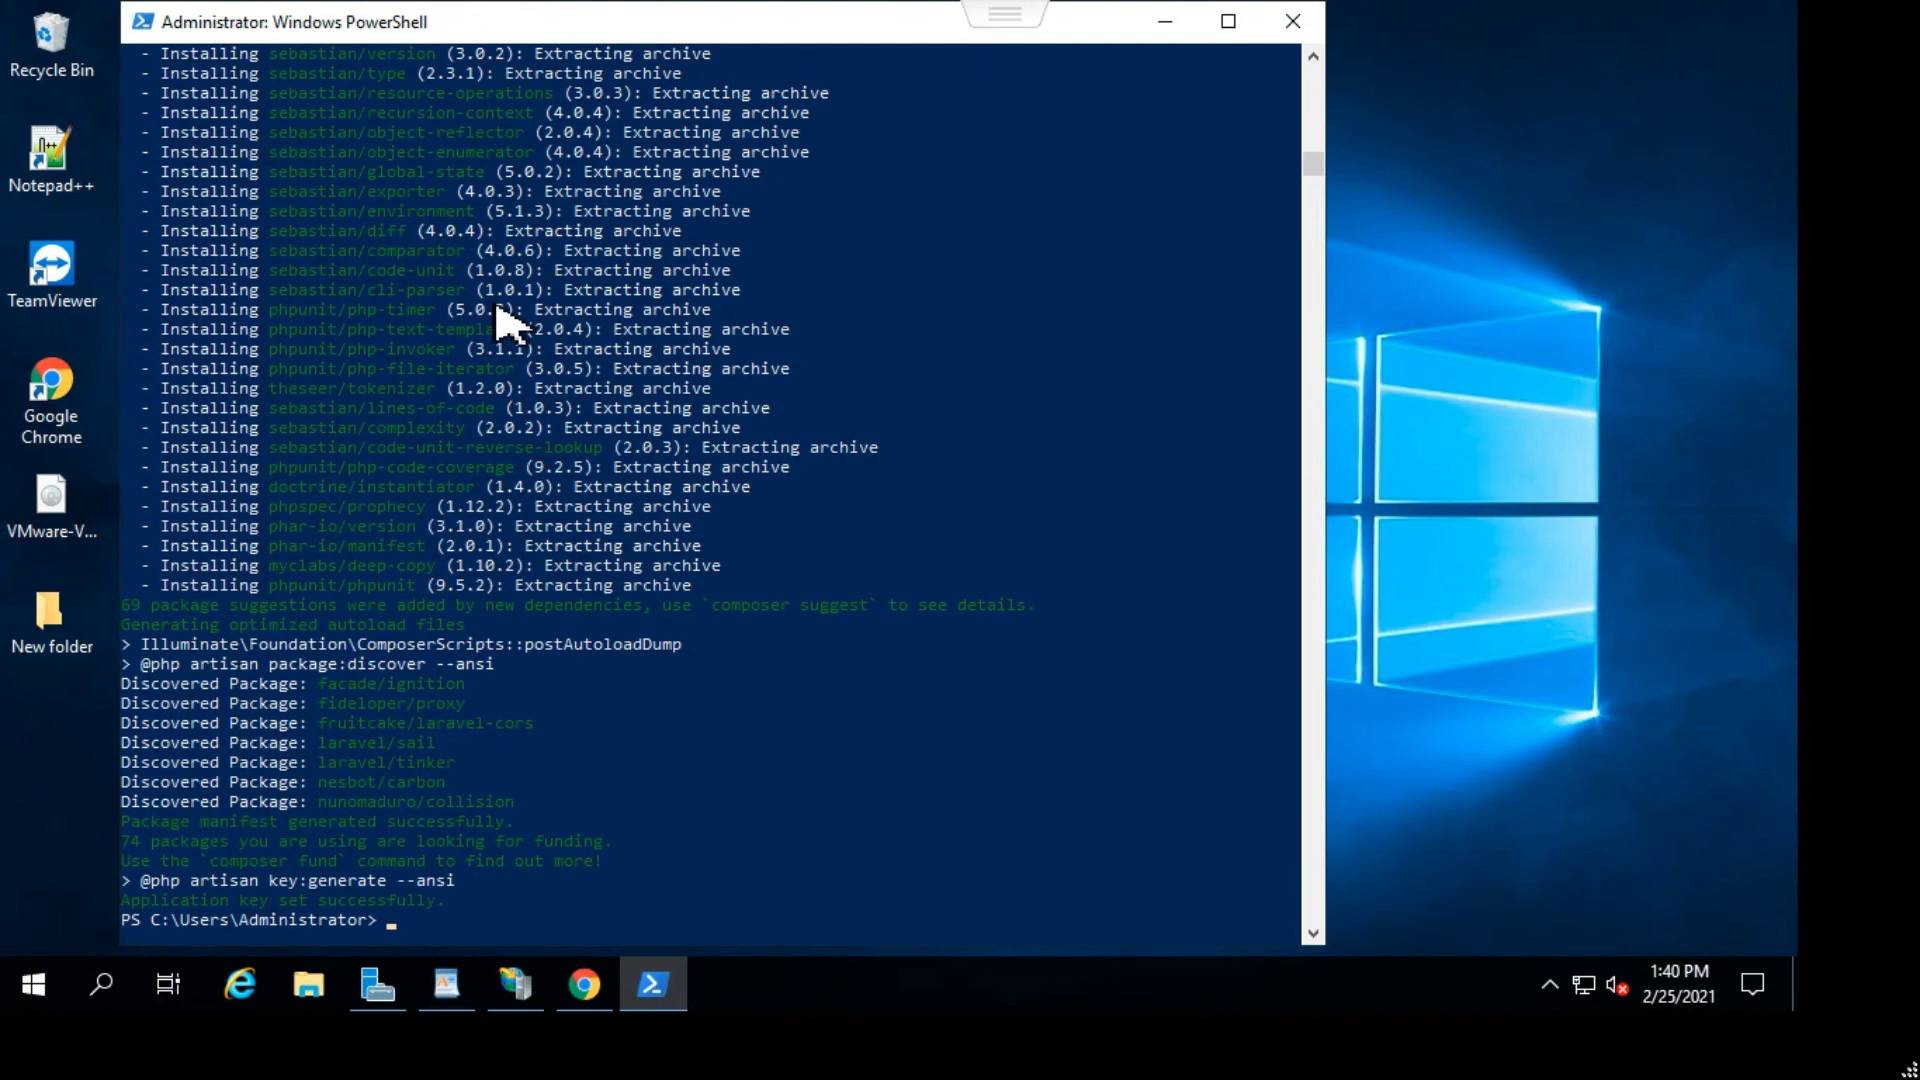 Administrator: Windows PowerShell
- Installing sebastian/version (3.0.2): Extracting archive
- Installing sebastian/type (2.3.1): Extracting archive
- Installing sebastian/resource-operations (3.0.3): Extracting archive
- Installing sebastian/recursion-context (4.0.4): Extracting archive
- Installing sebastian/object-reflector (2.0.4): Extracting archive
- Installing sebastian/object-enumerator (4.0.4): Extracting archive
- Installing sebastian/global-state (5.0.2): Extracting archive
- Installing sebastian/exporter (4.0.3): Extracting archive
- Installing sebastian/environment (5.1.3): Extracting archive
- Installing sebastian/diff (4.0.4): Extracting archive
- Installing sebastian/comparator (4.0.6): Extracting archive
- Installing sebastian/code-unit (1.0.8): Extracting archive
- Installing sebastian/cli-parser (1.0.1): Extracting archive
- Installing phpunit/php-timer Extracting archive
- Installing (2.0.4): Extracting archive
- Installing phpunit/php-invoker (3.1.1): Extracting archive
- Installing phpunit/php-file-iterator (3.0.5): Extracting archive
- Installing theseer/tokenizer (1.2.0): Extracting archive
- Installing sebastian/lines-of-code (1.0.3): Extracting archive
- Installing sebastian/complexity (2.0.2): Extracting archive
- Installing sebastian/code-unit-reverse-lookup (2.0.3): Extracting archive
- Installing phpunit/php-code-coverage (9.2.5): Extracting archive
- Installing doctrine/instantiator (1.4.0): Extracting archive
- Installing phpspec/prophecy (1.12.2): Extracting archive
- Installing phar-io/version (3.1.0): Extracting archive
- Installing phar-io/manifest (2.0.1): Extracting archive
- Installing myclabs/deep-copy (1.10.2): Extracting archive
- Installing phpunit/phpunit (9.5.2): Extracting archive
69 package suggestions were added by new dependencies, use `composer suggest` to see details.
Generating optimized autoload files
> Illuminate\Foundation\ComposerScripts::postAutoloadDump
> @php artisan package:discover --ansi
Discovered Package: facade/ignition
Discovered Package: fideloper/proxy
Discovered Package: fruitcake/laravel-cors
Discovered Package: laravel/sail
Discovered Package: laravel/tinker
Discovered Package: nesbot/carbon
Discovered Package: nunomaduro/collision
Package manifest generated successfully.
74 packages you are using are looking for funding.
Use the `composer fund` command to find out more!
> @php artisan key:generate --ansi
Application key set successfully.
PS C:\Users\Administrator>
Recycle Bin
Notepad++
TeamViewer
Google
Chrome
VMware-V...
New folder
1:40 PM
2/25/2021